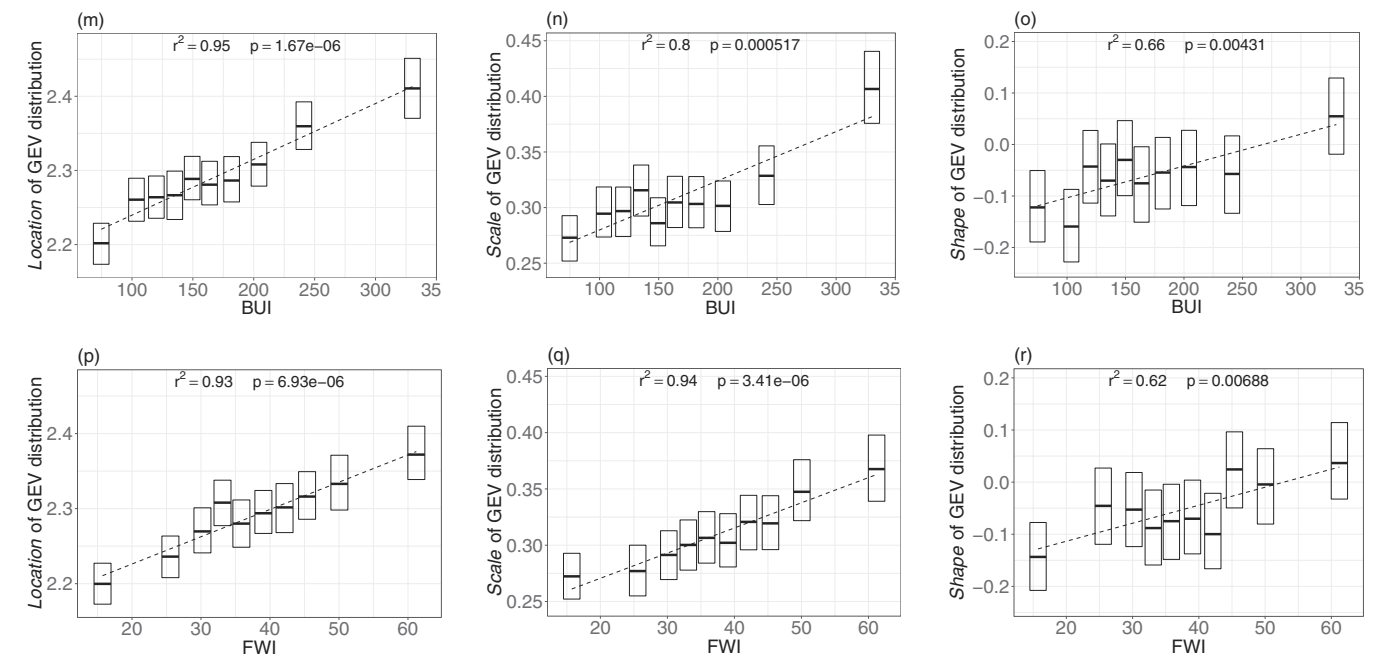 (m)
r2 = 0.95 p = 1.67e−06
Location of GEV distribution
2.4
2.3
2.2
100 150 200 250 300 35
BUI
(n)
r2 = 0.8 p = 0.000517
Scale of GEV distribution
0.45
0.40
0.35
0.30
0.25
100 150 200 250 300 35
BUI
(o)
r2 = 0.66 p = 0.00431
Shape of GEV distribution
0.2
0.1
0.0
−0.1
−0.2
100 150 200 250 300 35
BUI
(p)
r2 = 0.93 p = 6.93e−06
Location of GEV distribution
2.4
2.3
2.2
20 30 40 50 60
FWI
(q)
r2 = 0.94 p = 3.41e−06
Scale of GEV distribution
0.45
0.40
0.35
0.30
0.25
20 30 40 50 60
FWI
(r)
r2 = 0.62 p = 0.00688
Shape of GEV distribution
0.2
0.1
0.0
−0.1
−0.2
20 30 40 50 60
FWI